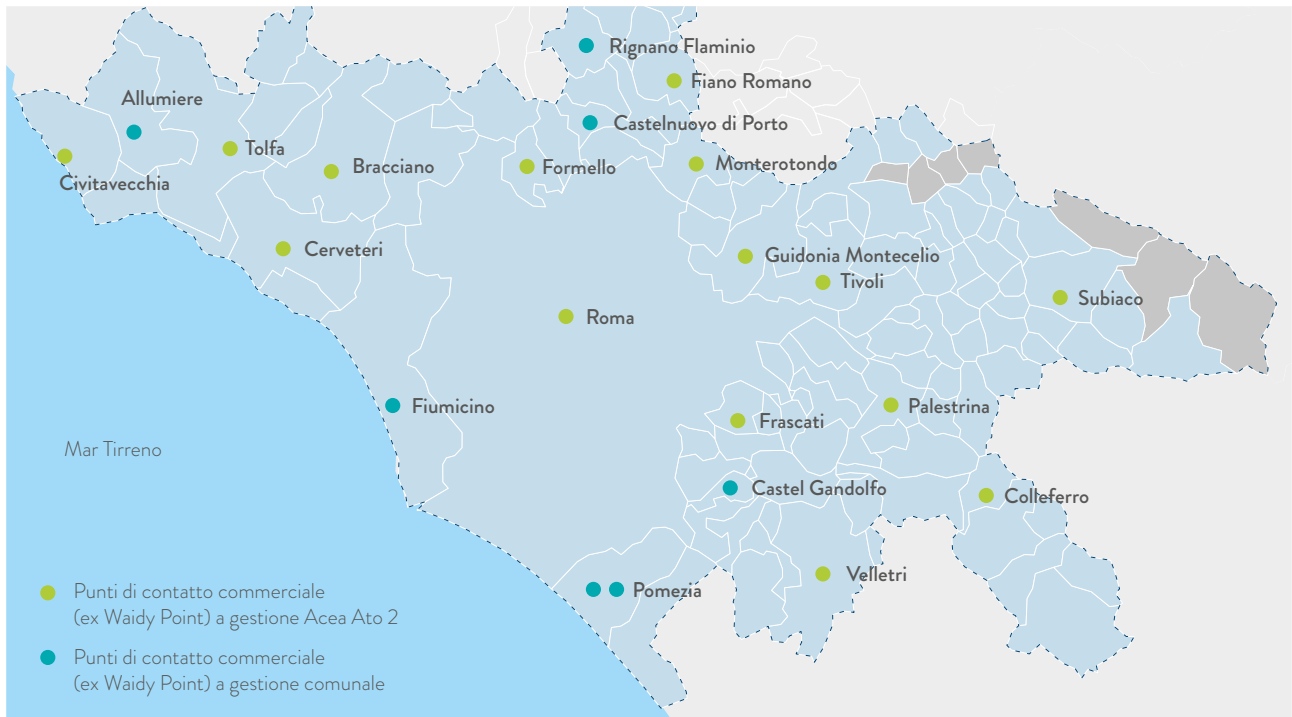 Rignano Flaminio
Fiano Romano
Allumiere
Castelnuovo di Porto
Tolfa
Bracciano
Formello
Monterotondo
Civitavecchia
Cerveteri
Guidonia Montecelio
Tivoli
Subiaco
Roma
Fiumicino
Palestrina
Frascati
Mar Tirreno
Castel Gandolfo
Colleferro
Velletri
Pomezia
Punti di contatto commerciale
(ex Waidy Point) a gestione Acea Ato 2
Punti di contatto commerciale
(ex Waidy Point) a gestione comunale